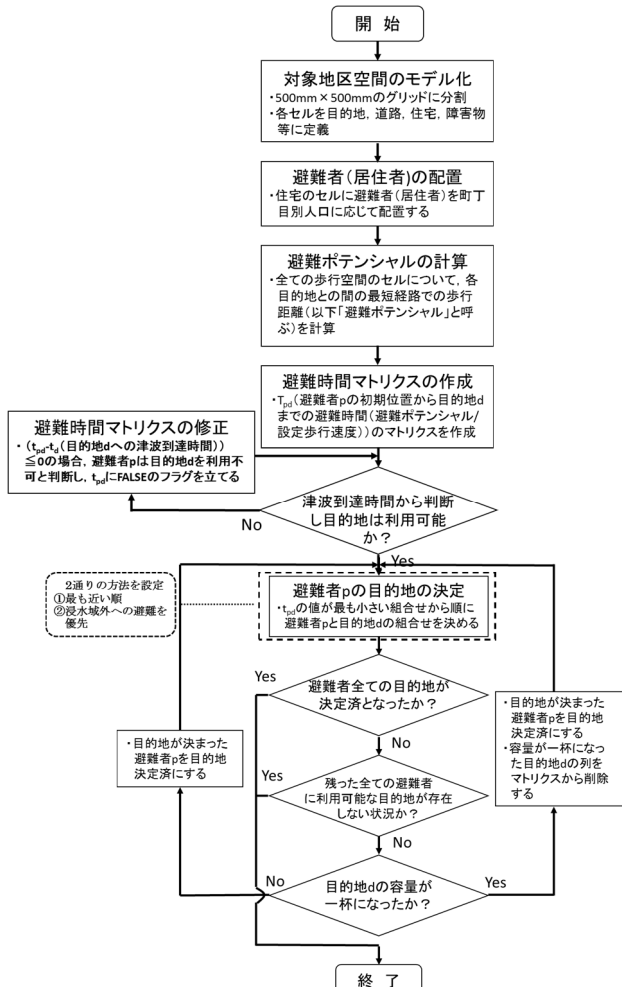 開 始
対象地区空間のモデル化
・500mm×500mmのグリッドに分割
・各セルを目的地，道路，住宅，障害物
等に定義
避難者(居住者)の配置
・住宅のセルに避難者(居住者)を町丁
目別人口に応じて配置する
避難ポテンシャルの計算
・全ての歩行空間のセルについて，各
目的地との間の最短経路での歩行
距離(以下「避難ポテンシャル」と呼
ぶ)を計算
避難時間マトリクスの作成
・Tpd(避難者pの初期位置から目的地d
までの避難時間(避難ポテンシャル/
設定歩行速度))のマトリクスを作成
避難時間マトリクスの修正
・(tpd-td(目的地dへの津波到達時間))
≦0の場合，避難者pは目的地dを利用不
可と判断し，tpdにFALSEのフラグを立てる
津波到達時間から判断
し目的地は利用可能
か？
No
Yes
2通りの方法を設定
①最も近い順
②浸水域外への避難を
優先
避難者pの目的地の決定
・tpdの値が最も小さい組合せから順に
避難者pと目的地dの組合せを決める
Yes
避難者全ての目的地が
決定済となったか？
No
・目的地が決まった
避難者pを目的地
決定済にする
・目的地が決まった
避難者pを目的地
決定済にする
・容量が一杯になっ
た目的地dの列を
マトリクスから削除
する
Yes
残った全ての避難者
に利用可能な目的地が存在
しない状況か？
No
No
目的地dの容量が
一杯になったか？
Yes
終 了